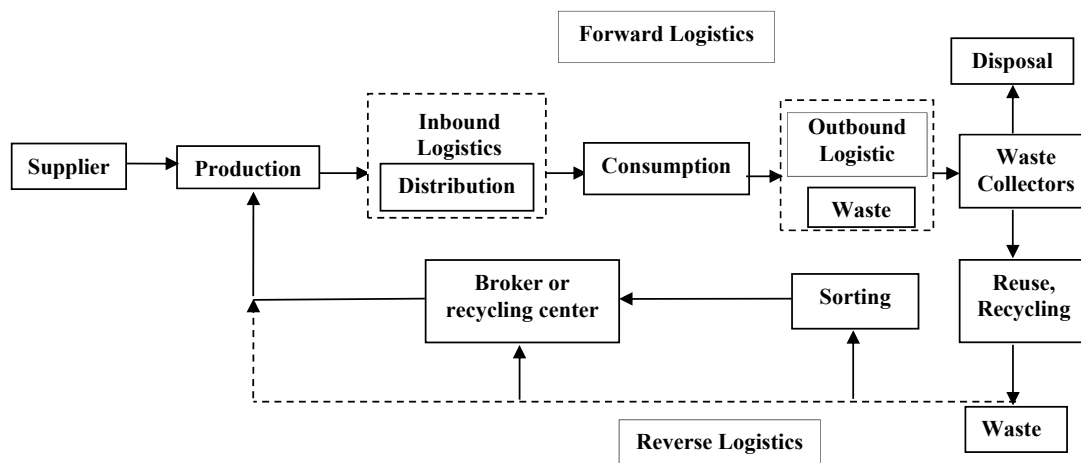 Forward Logistics
Disposal
Inbound
Logistics
Distribution
Outbound
Logistic
Waste
Supplier
Production
Consumption
Waste
Collectors
Broker or
recycling center
Sorting
Reuse,
Recycling
Reverse Logistics
Waste